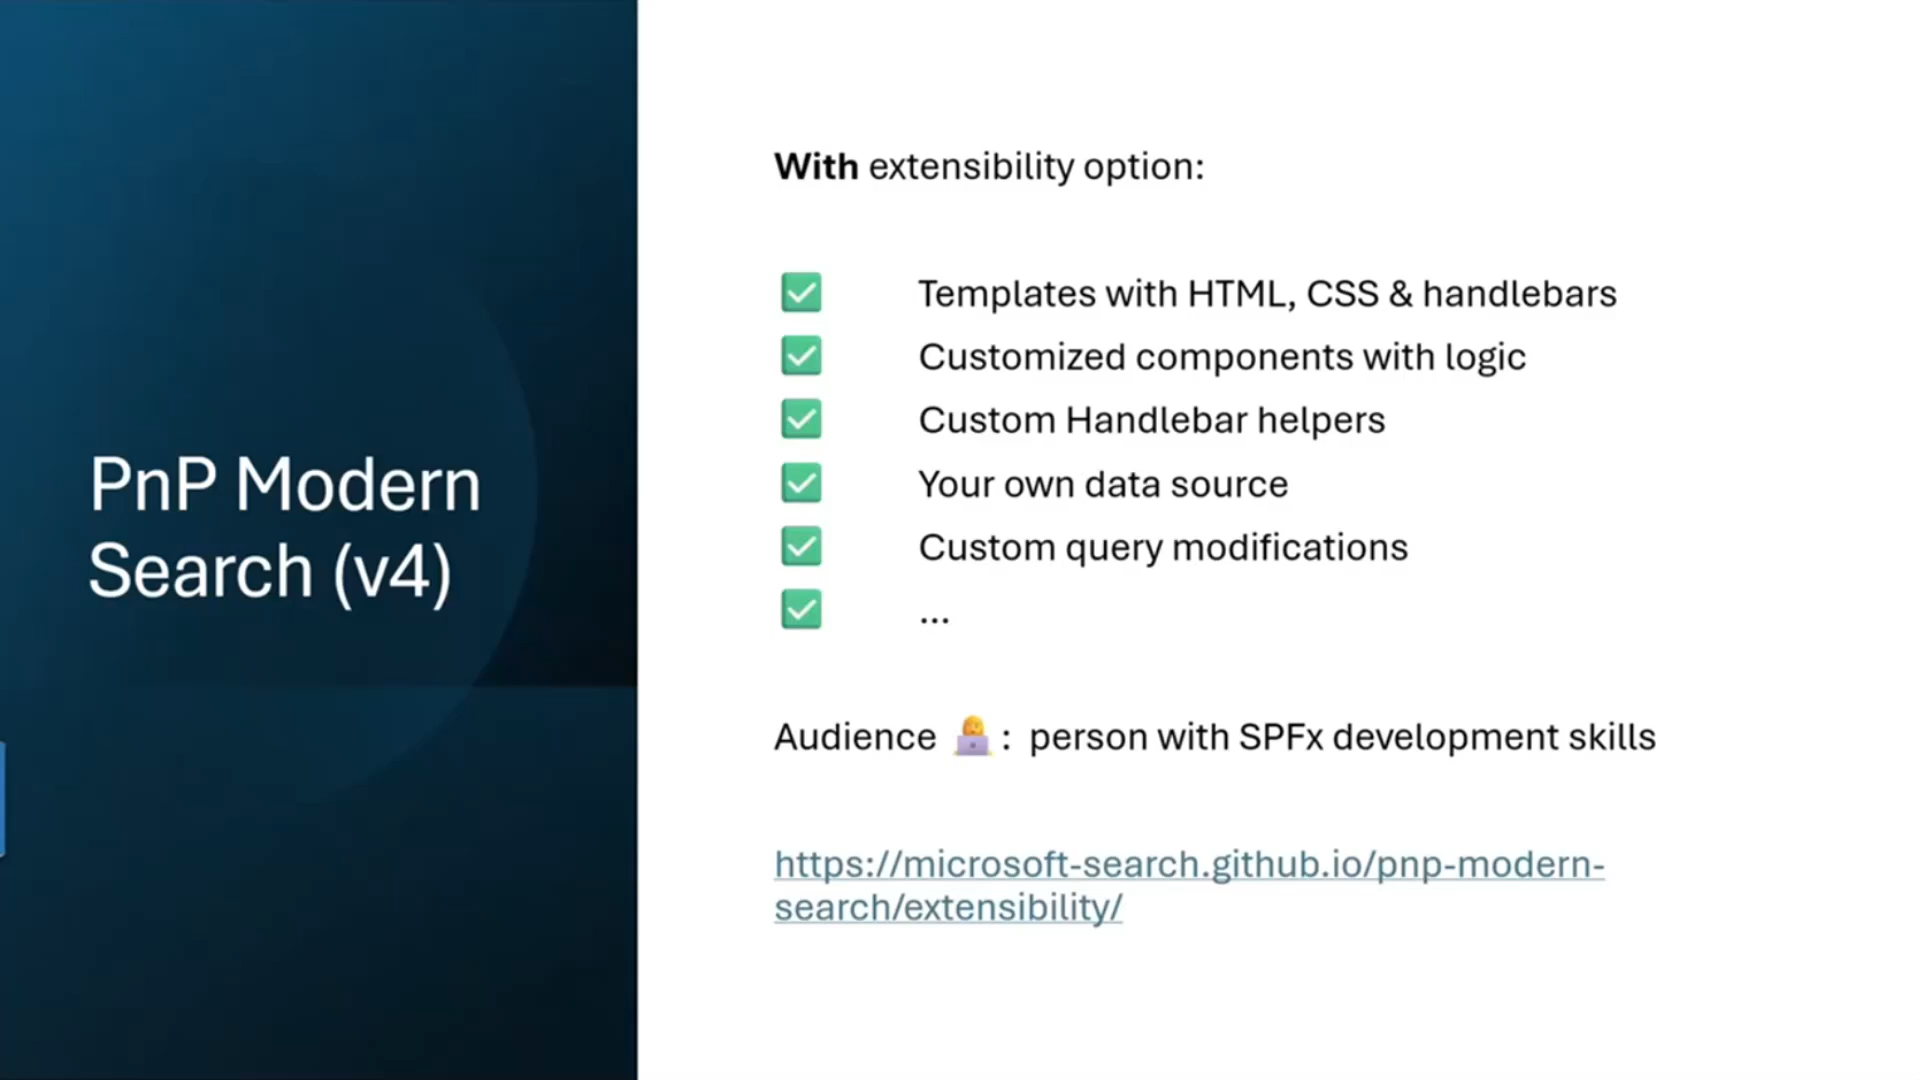 PnP Modern
Search (v4)
With extensibility option:
✅ Templates with HTML, CSS & handlebars
✅ Customized components with logic
✅ Custom Handlebar helpers
✅ Your own data source
✅ Custom query modifications
✅ ...
Audience 👩‍💻 : person with SPFx development skills
https://microsoft-search.github.io/pnp-modern-
search/extensibility/